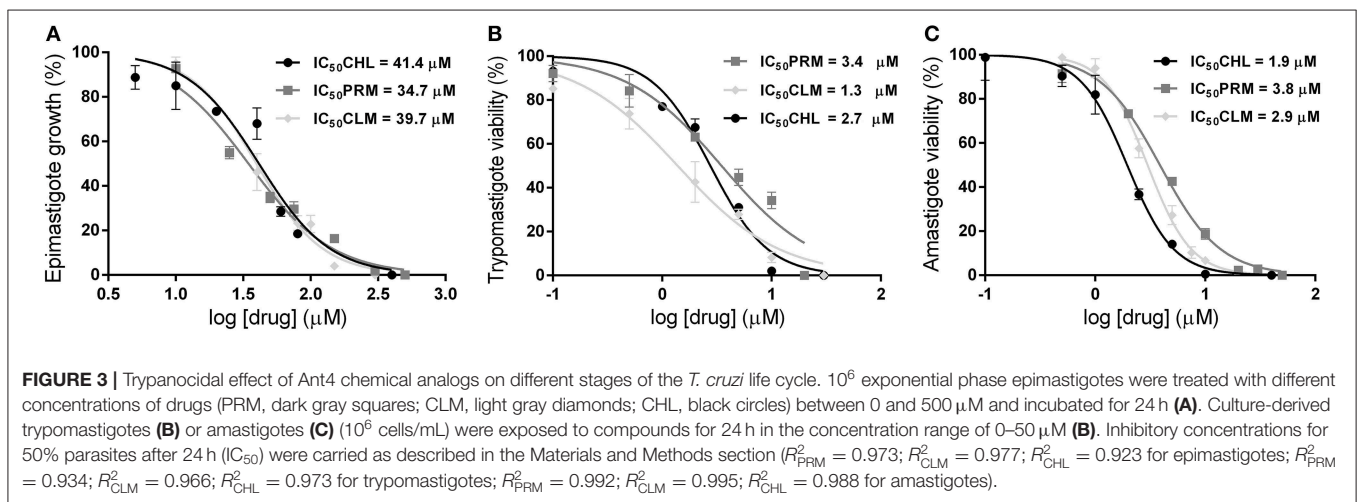 A
Epimastigote growth (%)
100
80
60
40
20
0
0.5 1.0 1.5 2.0 2.5 3.0
log [drug] (μM)
IC50CHL = 41.4 μM
IC50PRM = 34.7 μM
IC50CLM = 39.7 μM
B
Trypomastigote viability (%)
100
80
60
40
20
0
-1 0 1 2
log [drug] (μM)
IC50PRM = 3.4 μM
IC50CLM = 1.3 μM
IC50CHL = 2.7 μM
C
Amastigote viability (%)
100
80
60
40
20
0
-1 0 1 2
log [drug] (μM)
IC50CHL = 1.9 μM
IC50PRM = 3.8 μM
IC50CLM = 2.9 μM
FIGURE 3 | Trypanocidal effect of Ant4 chemical analogs on different stages of the T. cruzi life cycle. 10⁶ exponential phase epimastigotes were treated with different
concentrations of drugs (PRM, dark gray squares; CLM, light gray diamonds; CHL, black circles) between 0 and 500 μM and incubated for 24 h (A). Culture-derived
trypomastigotes (B) or amastigotes (C) (10⁶ cells/mL) were exposed to compounds for 24 h in the concentration range of 0–50 μM (B). Inhibitory concentrations for
50% parasites after 24 h (IC50) were carried as described in the Materials and Methods section (R²PRM = 0.973; R²CLM = 0.977; R²CHL = 0.923 for epimastigotes; R²PRM
= 0.934; R²CLM = 0.966; R²CHL = 0.973 for trypomastigotes; R²PRM = 0.992; R²CLM = 0.995; R²CHL = 0.988 for amastigotes).